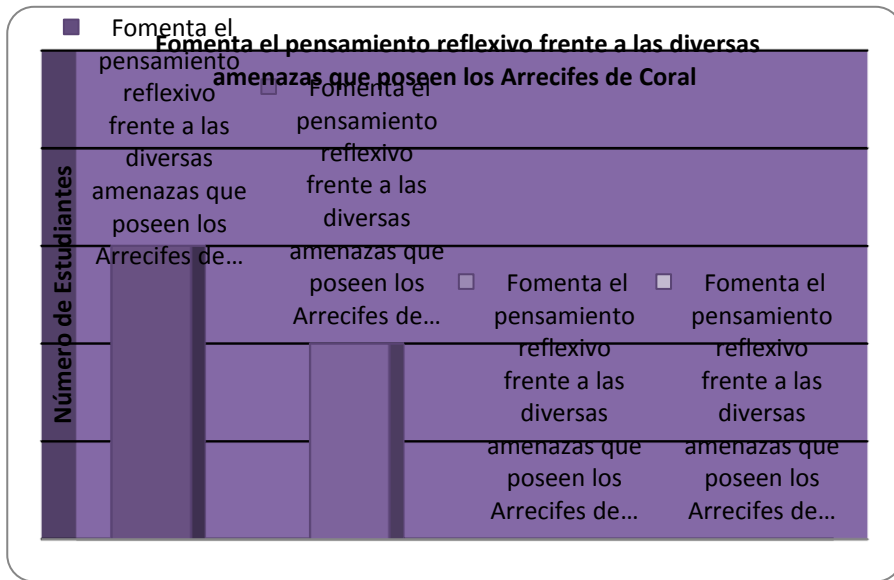 Fomenta el pensamiento reflexivo frente a las diversas
amenazas que poseen los Arrecifes de Coral
Número de Estudiantes
Fomenta el
pensamiento
reflexivo
frente a las
diversas
amenazas que
poseen los
Arrecifes de…
Fomenta el
pensamiento
reflexivo
frente a las
diversas
amenazas que
poseen los
Arrecifes de…
Fomenta el
pensamiento
reflexivo
frente a las
diversas
amenazas que
poseen los
Arrecifes de…
Fomenta el
pensamiento
reflexivo
frente a las
diversas
amenazas que
poseen los
Arrecifes de…